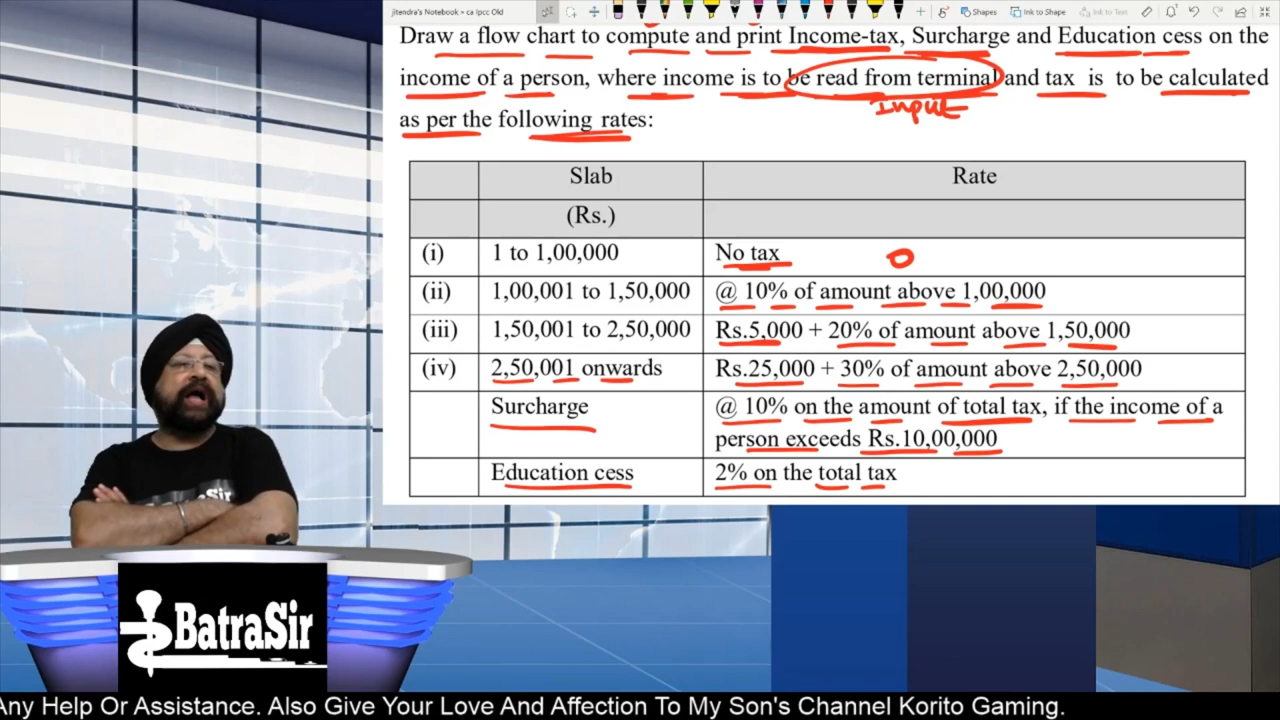 jitendra's Notebook > ca Ipcc Old
Shapes
Ink to Shape
Ink to Text
Draw a flow chart to compute and print Income-tax, Surcharge and Education cess on the
income of a person, where income is to be read from terminal and tax is to be calculated
Input
as per the following rates:
Slab Rate
(Rs.)
(i) 1 to 1,00,000 No tax 0
(ii) 1,00,001 to 1,50,000 @ 10% of amount above 1,00,000
(iii) 1,50,001 to 2,50,000 Rs.5,000 + 20% of amount above 1,50,000
(iv) 2,50,001 onwards Rs.25,000 + 30% of amount above 2,50,000
Surcharge @ 10% on the amount of total tax, if the income of a
person exceeds Rs.10,00,000
Education cess 2% on the total tax
BatraSir
BatraSir
Any Help Or Assistance. Also Give Your Love And Affection To My Son's Channel Korito Gaming.